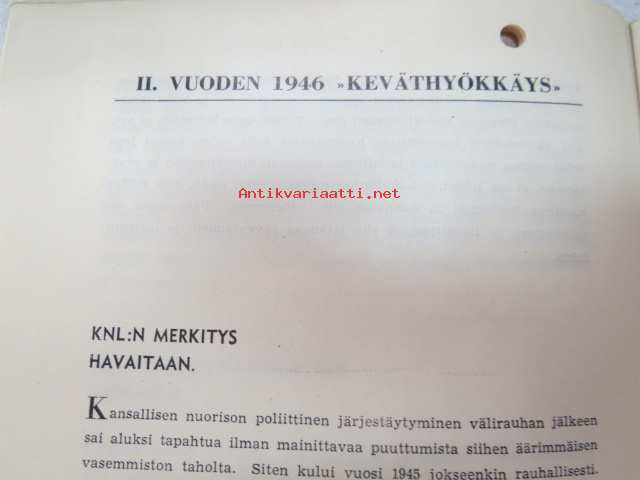 II. VUODEN 1946 »KEVÄTHYÖKKÄYS»
Antikvariaatti.net
KNL:N MERKITYS
HAVAITAAN.
Kansallisen nuorison poliittinen järjestäytyminen välirauhan jälkeen
sai aluksi tapahtua ilman mainittavaa puuttumista siihen äärimmäisen
vasemmiston taholta. Siten kului vuosi 1945 jokseenkin rauhallisesti.